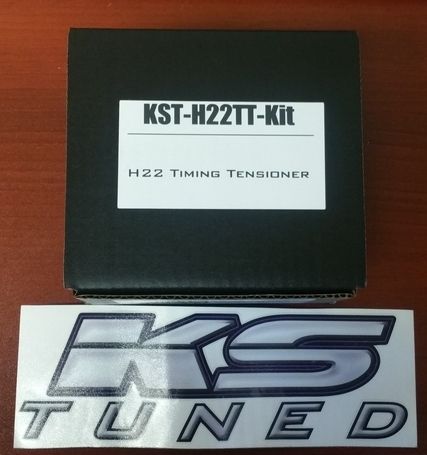 KST-H22TT-Kit
H22 Timing Tensioner
KS
TUNED